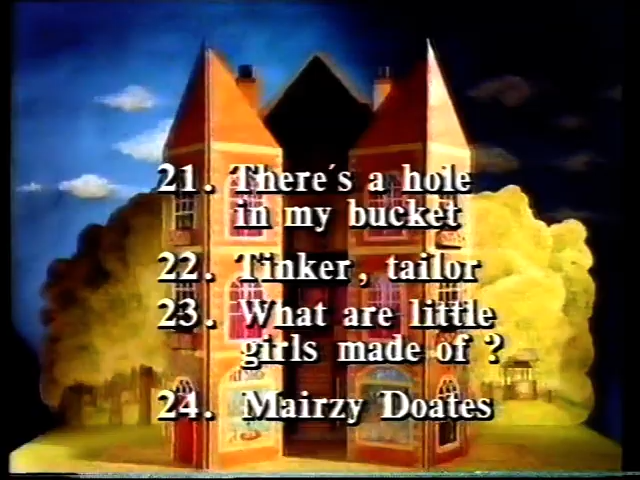 21. There's a hole
in my bucket
22. Tinker, tailor
23. What are little
girls made of ?
24. Mairzy Doates